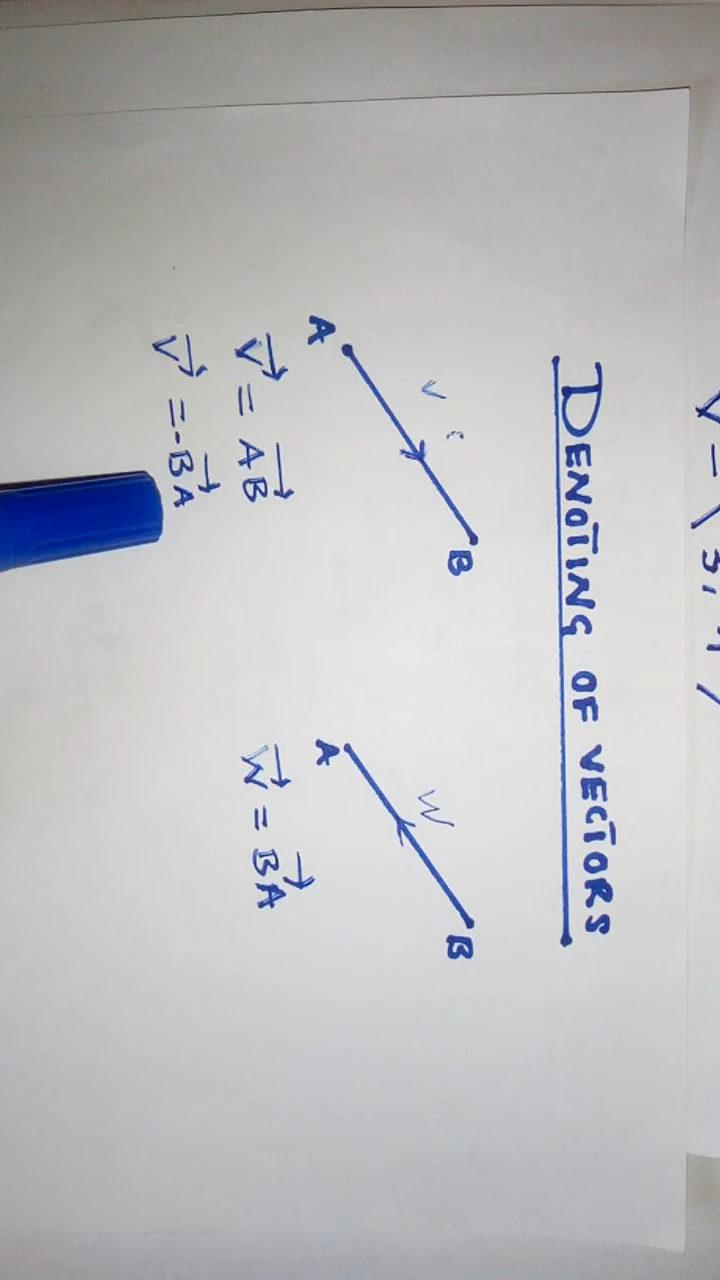 DENOTING OF VECTORS
V
B
A
V⃗ = A⃗B⃗
V⃗ = -B⃗A⃗
W
B
A
W⃗ = B⃗A⃗